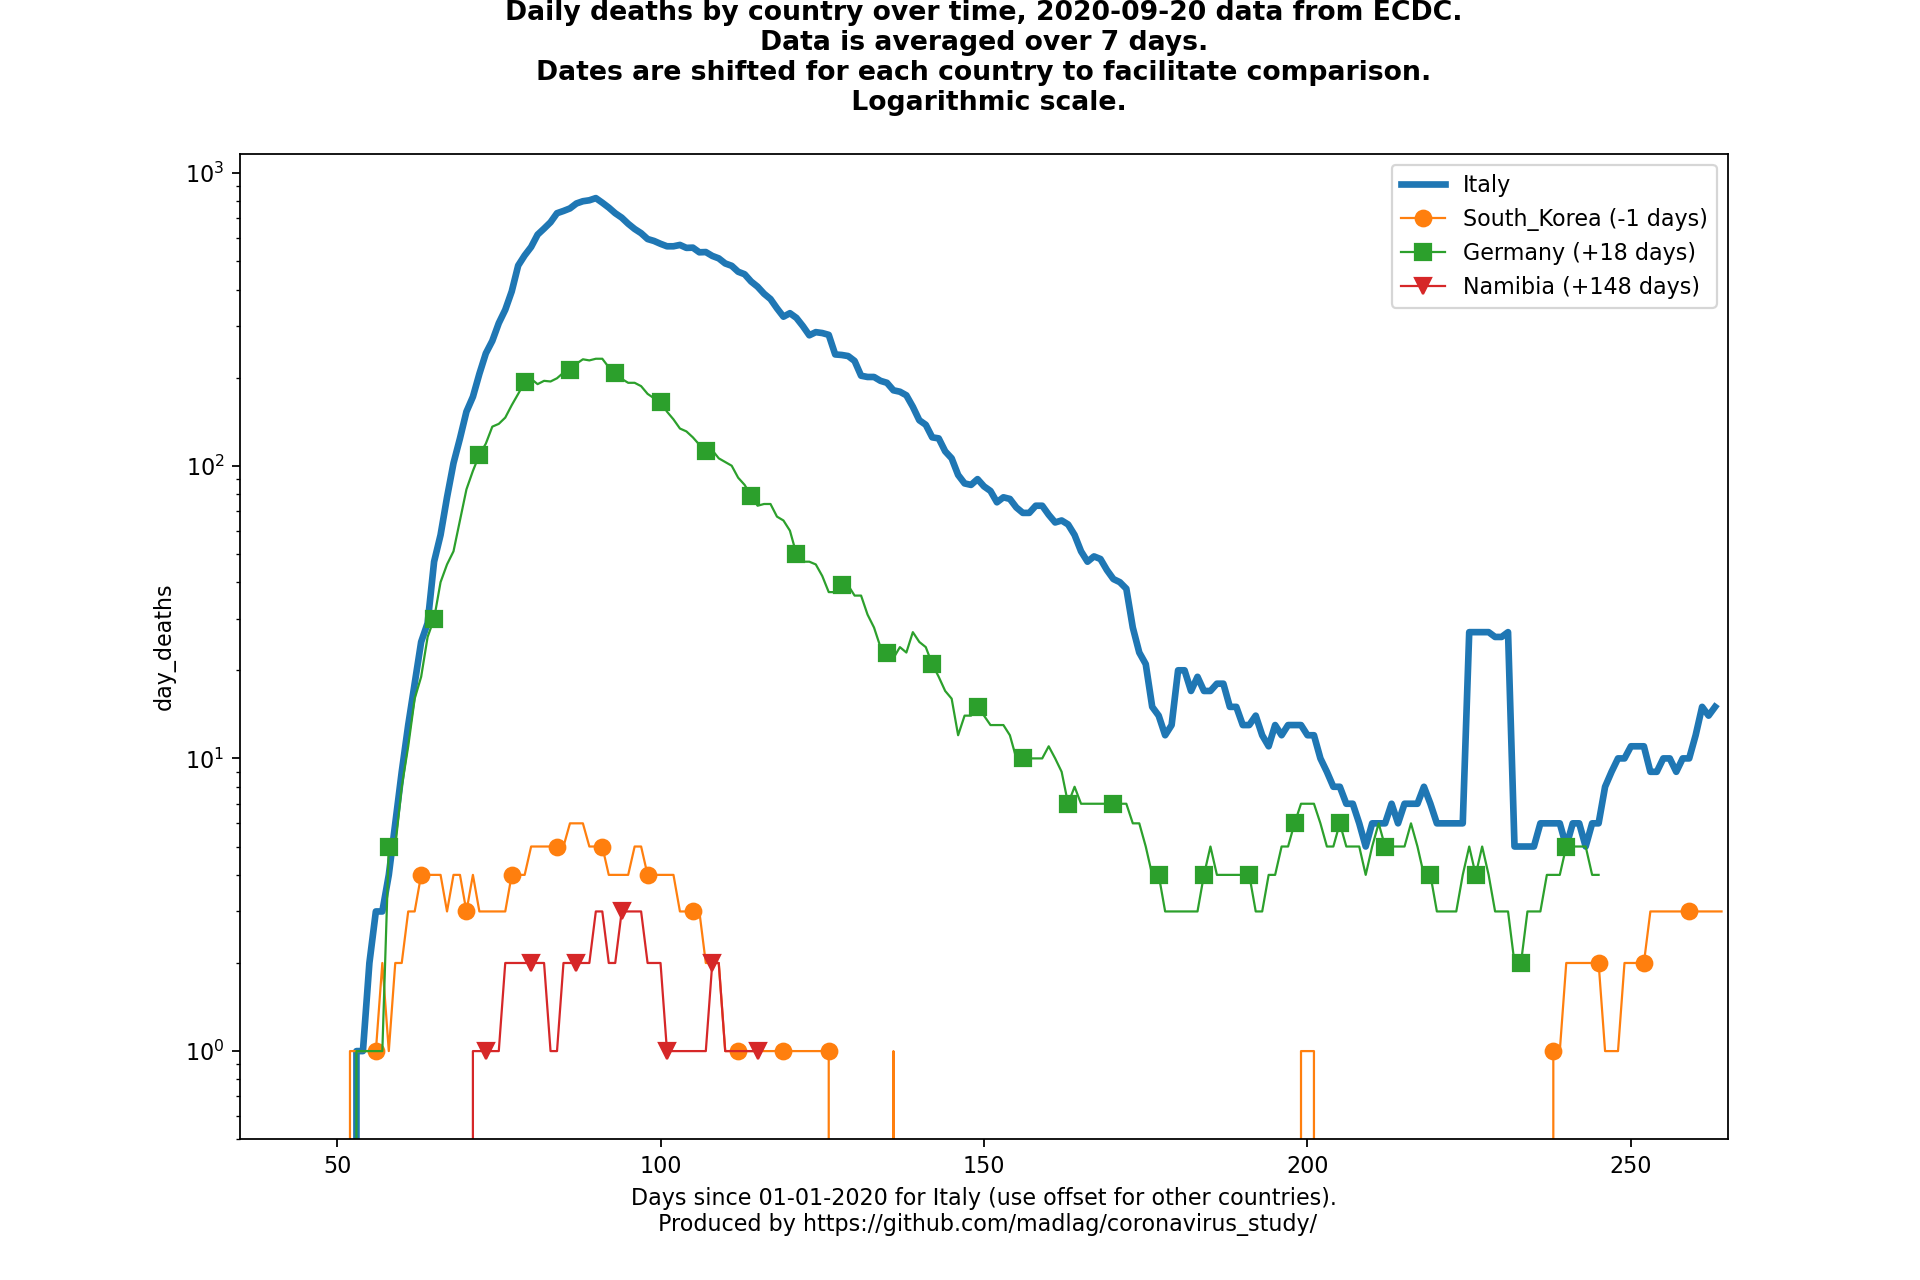 Daily deaths by country over time, 2020-09-20 data from ECDC.
Data is averaged over 7 days.
Dates are shifted for each country to facilitate comparison.
Logarithmic scale.
10³
10²
10¹
10⁰
day_deaths
Italy
South_Korea (-1 days)
Germany (+18 days)
Namibia (+148 days)
50
100
150
200
250
Days since 01-01-2020 for Italy (use offset for other countries).
Produced by https://github.com/madlag/coronavirus_study/